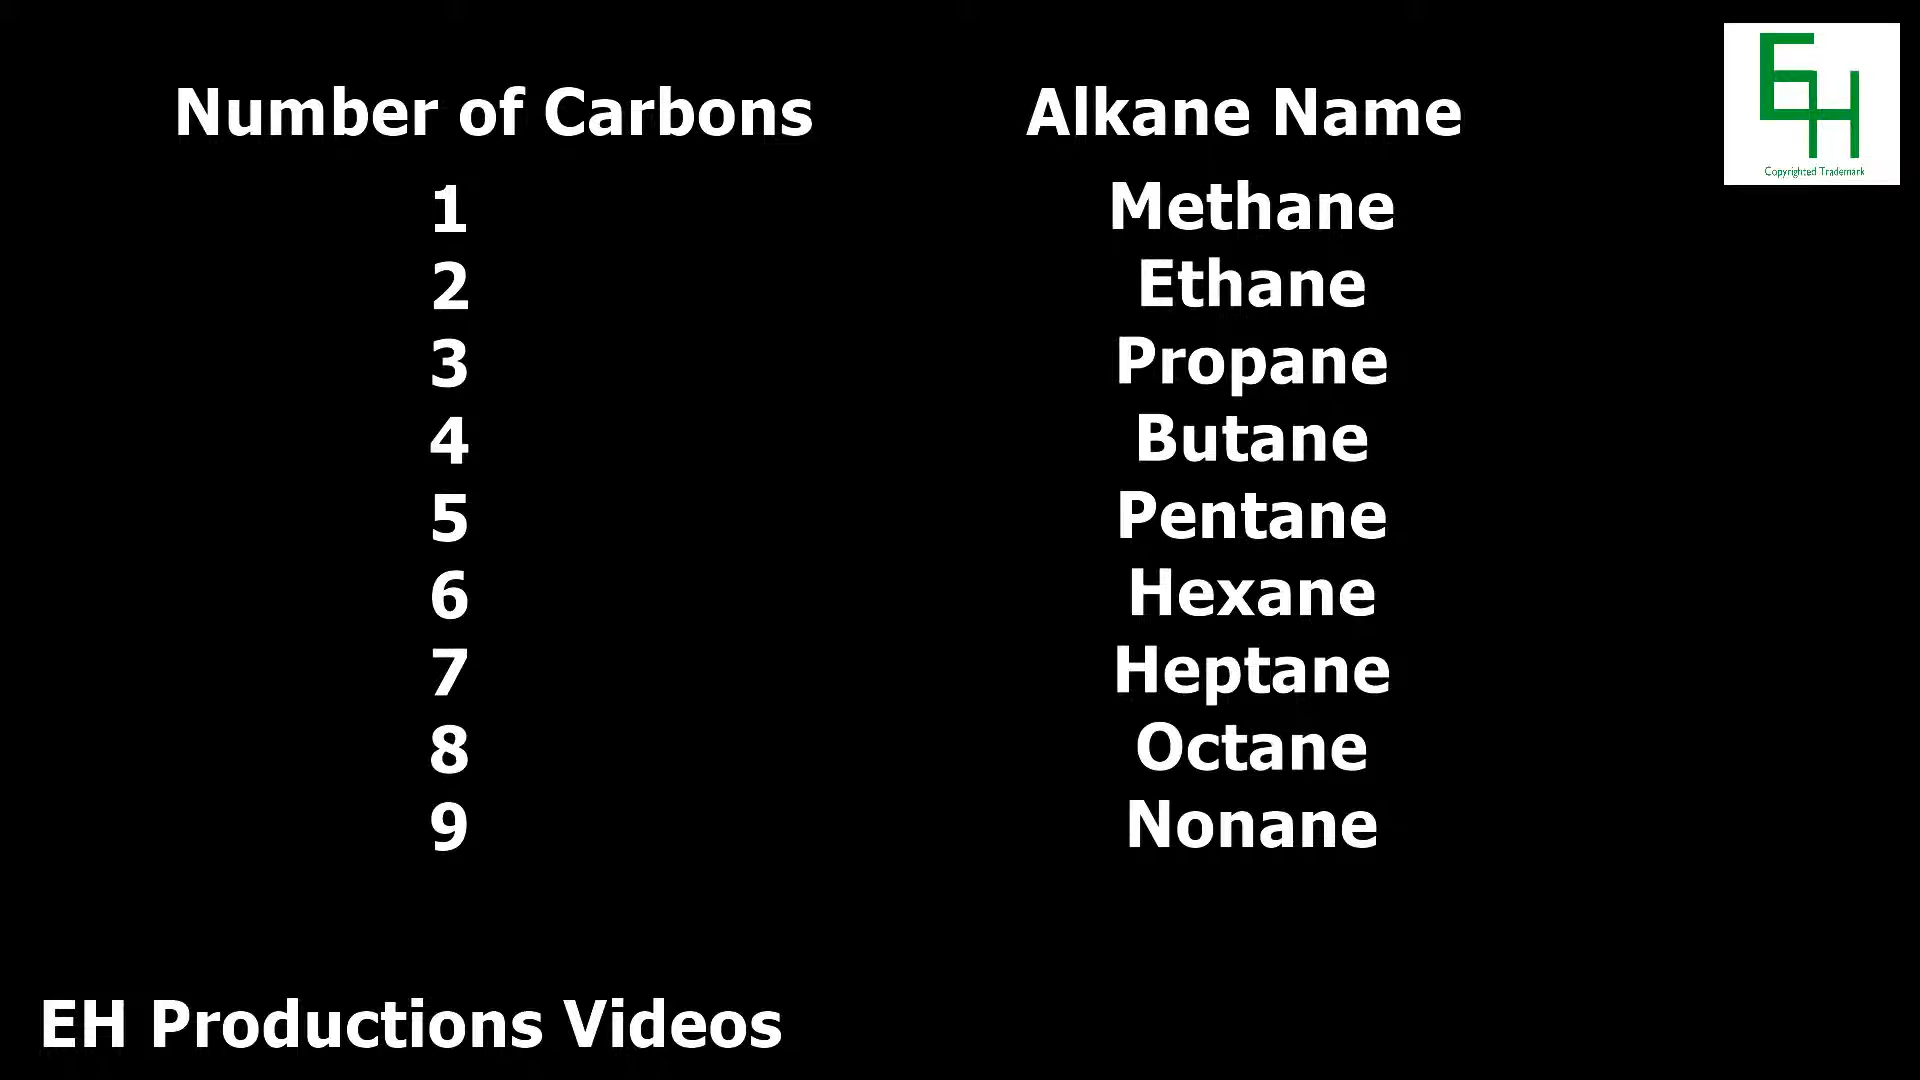 Number of Carbons Alkane Name
1 Methane
2 Ethane
3 Propane
4 Butane
5 Pentane
6 Hexane
7 Heptane
8 Octane
9 Nonane
EH
Copyrighted Trademark
EH Productions Videos